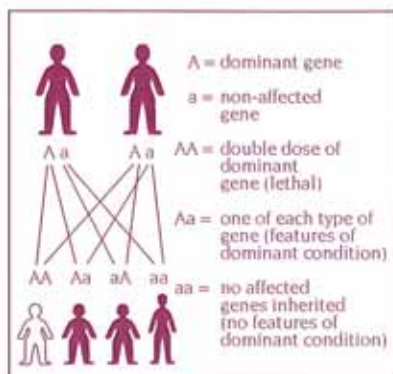 A = dominant gene
a = non-affected
gene
A a
A a
AA = double dose of
dominant
gene (lethal)
Aa = one of each type of
gene (features of
dominant condition)
AA
Aa
aA
aa
aa = no affected
genes inherited
(no features of
dominant condition)